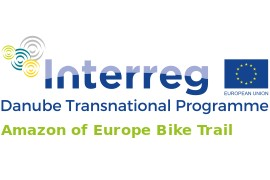 Interreg
EUROPEAN UNION
Danube Transnational Programme
Amazon of Europe Bike Trail